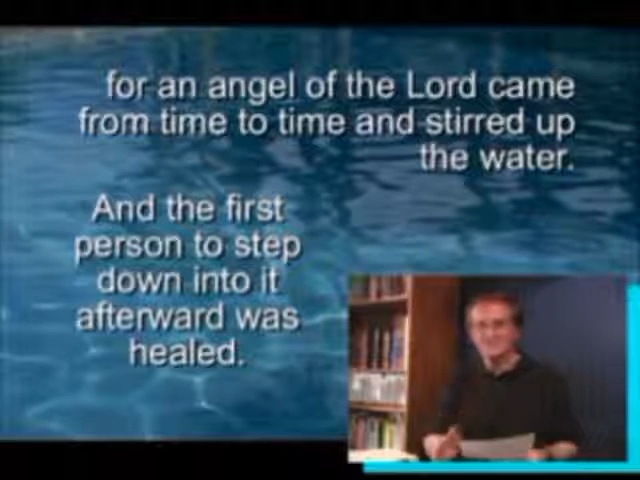 for an angel of the Lord came
from time to time and stirred up
the water.
And the first
person to step
down into it
afterward was
healed.